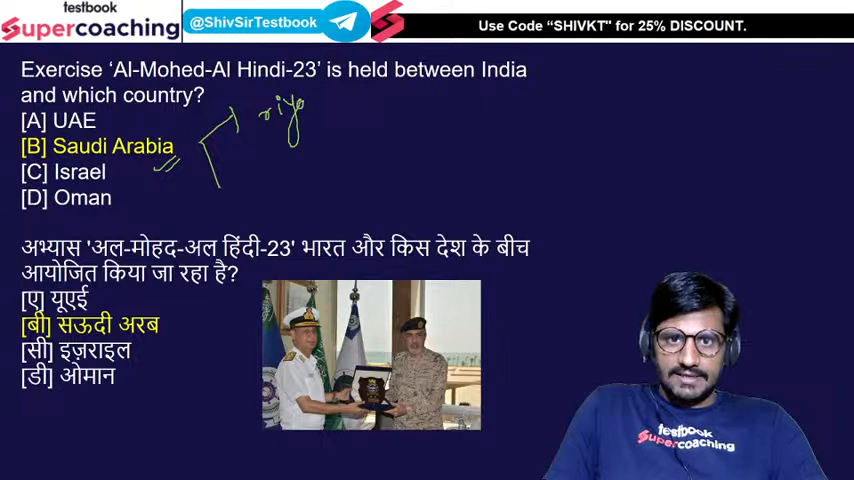 testbook
Supercoaching
@ShivSirTestbook
Use Code “SHIVKT" for 25% DISCOUNT.
Exercise ‘Al-Mohed-Al Hindi-23’ is held between India
and which country?
[A] UAE
[B] Saudi Arabia
[C] Israel
[D] Oman
riya
अभ्यास 'अल-मोहद-अल हिंदी-23' भारत और किस देश के बीच
आयोजित किया जा रहा है?
[ए] यूएई
[बी] सऊदी अरब
[सी] इज़राइल
[डी] ओमान
testbook
Supercoaching